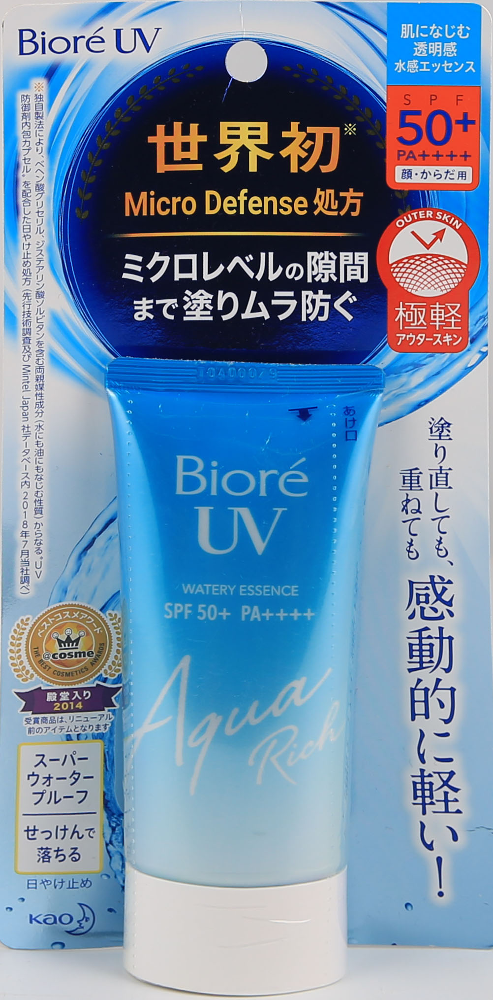 Bioré UV
肌になじむ
透明感
水感エッセンス
SPF
50+
PA++++
顔・からだ用
世界初※
Micro Defense 処方
ミクロレベルの隙間
まで塗りムラ防ぐ
OUTER SKIN
極軽
アウタースキン
※独自製法により、ベヘン酸グリセリル、ジステアリン酸ソルビタンを含む両親媒性成分(水にも油にもなじむ性質)からなる“UV
防御剤内包カプセル”を配合した日やけ止め処方(先行技術調査及びMintel Japan社データベース内2018年7月当社調べ)
あけ口
Bioré
UV
WATERY ESSENCE
SPF 50+ PA++++
Aqua
Rich
塗り直しても、
重ねても
感動的に軽い!
ベストコスメアワード
@cosme
THE BEST COSMETICS AWARDS
殿堂入り
2014
受賞商品は、リニューアル
前のアイテムとなります
スーパー
ウォーター
プルーフ
せっけんで
落ちる
日やけ止め
Kao